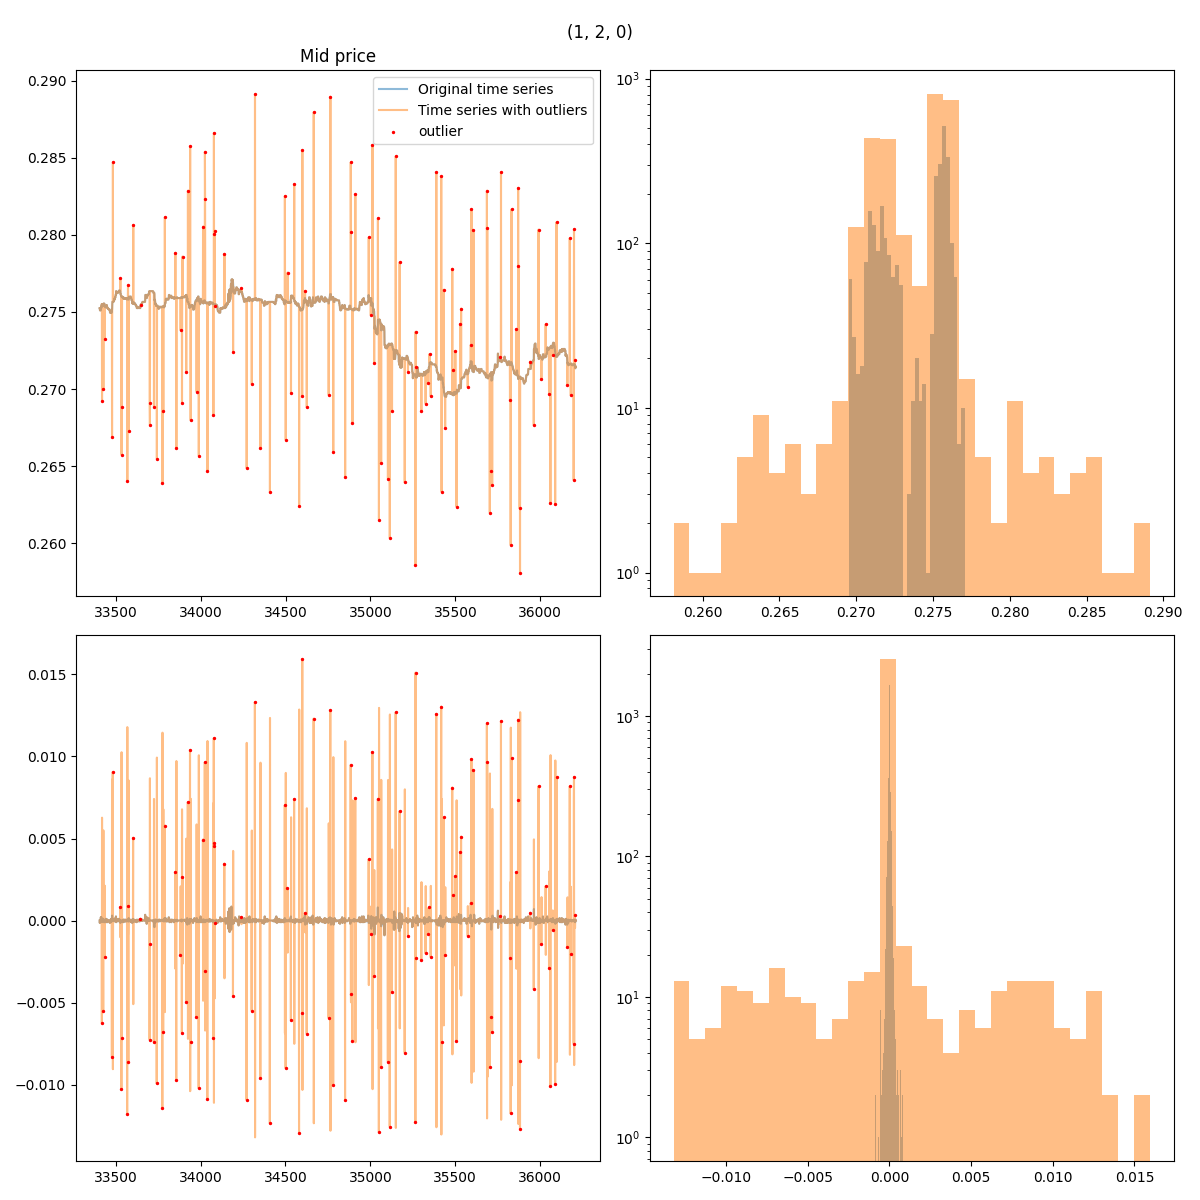 (1, 2, 0)
Mid price
Original time series
Time series with outliers
outlier
0.290
0.285
0.280
0.275
0.270
0.265
0.260
33500 34000 34500 35000 35500 36000
10³
10²
10¹
10⁰
0.260 0.265 0.270 0.275 0.280 0.285 0.290
0.015
0.010
0.005
0.000
−0.005
−0.010
33500 34000 34500 35000 35500 36000
10³
10²
10¹
10⁰
−0.010 −0.005 0.000 0.005 0.010 0.015